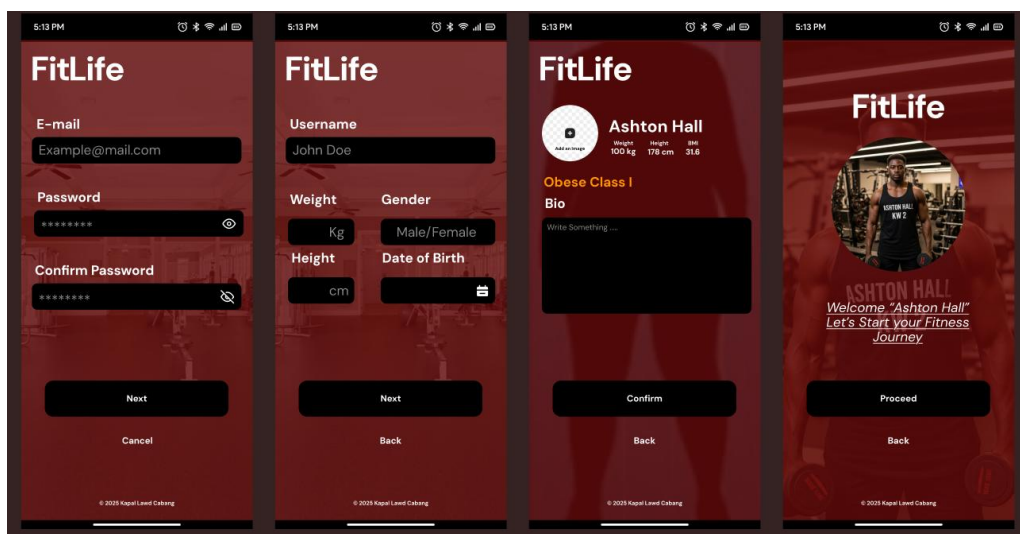 5:13 PM
FitLife
E-mail
Example@mail.com
Password
********
Confirm Password
********
Next
Cancel
© 2025 Kapal Lawd Cabang
5:13 PM
FitLife
Username
John Doe
Weight Gender
Kg Male/Female
Height Date of Birth
cm
Next
Back
© 2025 Kapal Lawd Cabang
5:13 PM
FitLife
Add an Image
Ashton Hall
Weight Height BMI
100 kg 178 cm 31.6
Obese Class I
Bio
Write Something ....
Confirm
Back
© 2025 Kapal Lawd Cabang
5:13 PM
FitLife
ASHTON HALL
KW 2
ASHTON HALL
Welcome "Ashton Hall"
Let's Start your Fitness
Journey
Proceed
Back
© 2025 Kapal Lawd Cabang